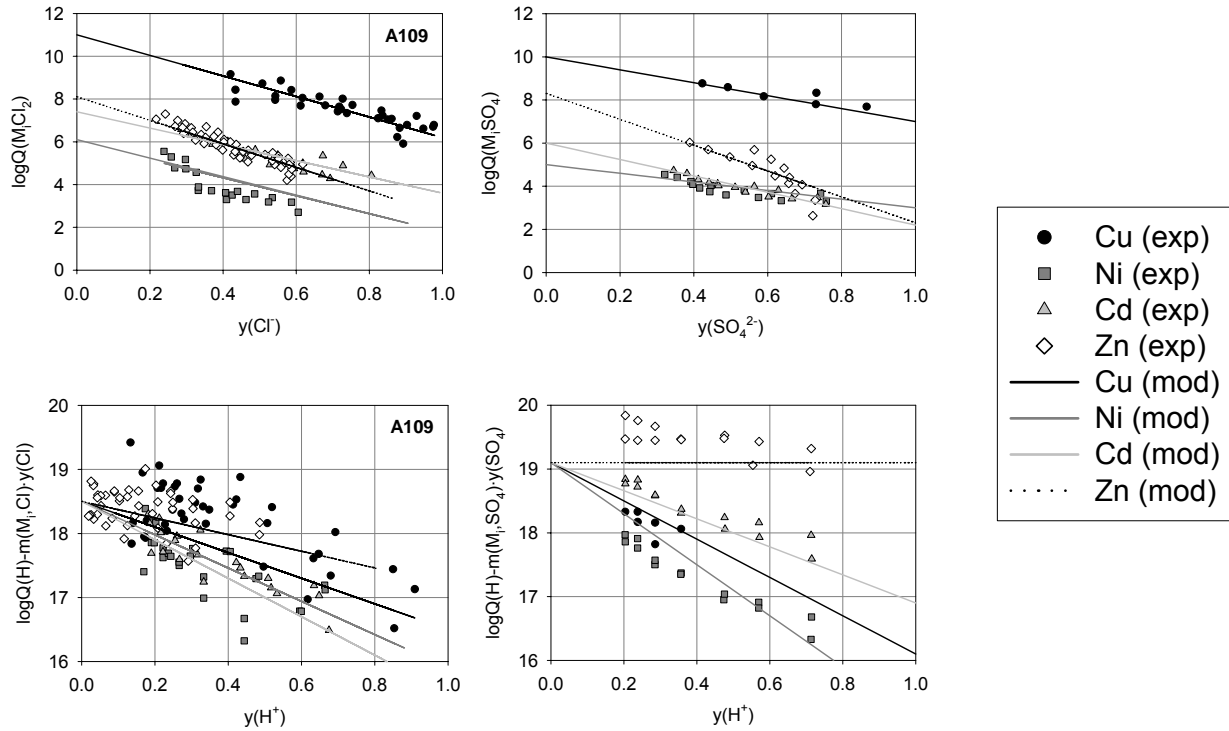 12
10
8
6
4
2
0
0.0 0.2 0.4 0.6 0.8 1.0
logQ(MᵢCl₂)
y(Cl⁻)
A109
12
10
8
6
4
2
0
0.0 0.2 0.4 0.6 0.8 1.0
logQ(MᵢSO₄)
y(SO₄²⁻)
20
19
18
17
16
0.0 0.2 0.4 0.6 0.8 1.0
logQ(H)-m(Mᵢ,Cl)·y(Cl)
y(H⁺)
A109
20
19
18
17
16
0.0 0.2 0.4 0.6 0.8 1.0
logQ(H)-m(Mᵢ,SO₄)·y(SO₄)
y(H⁺)
Cu (exp)
Ni (exp)
Cd (exp)
Zn (exp)
Cu (mod)
Ni (mod)
Cd (mod)
Zn (mod)